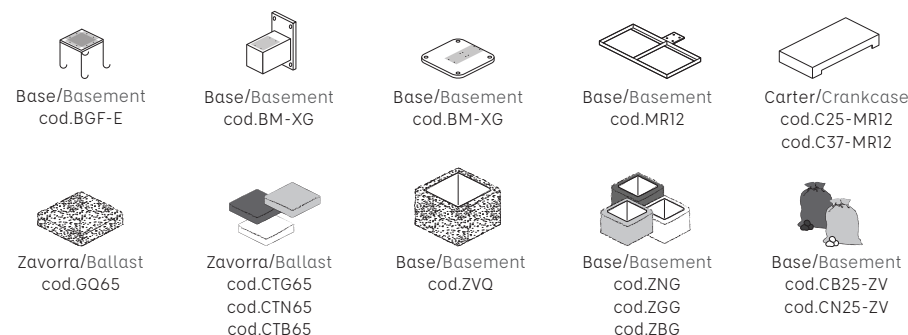 Base/Basement
cod.BGF-E
Base/Basement
cod.BM-XG
Base/Basement
cod.BM-XG
Base/Basement
cod.MR12
Carter/Crankcase
cod.C25-MR12
cod.C37-MR12
Zavorra/Ballast
cod.GQ65
Zavorra/Ballast
cod.CTG65
cod.CTN65
cod.CTB65
Base/Basement
cod.ZVQ
Base/Basement
cod.ZNG
cod.ZGG
cod.ZBG
Base/Basement
cod.CB25-ZV
cod.CN25-ZV